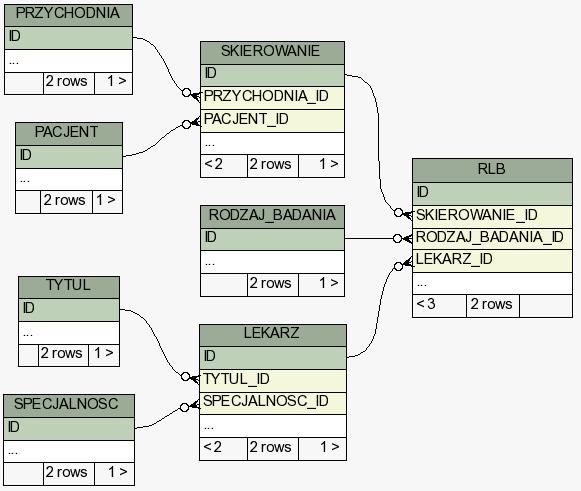 PRZYCHODNIA
ID
...
2 rows 1 >
PACJENT
ID
...
2 rows 1 >
SKIEROWANIE
ID
PRZYCHODNIA_ID
PACJENT_ID
...
< 2 2 rows 1 >
RODZAJ_BADANIA
ID
...
2 rows 1 >
TYTUL
ID
...
2 rows 1 >
SPECJALNOSC
ID
...
2 rows 1 >
LEKARZ
ID
TYTUL_ID
SPECJALNOSC_ID
...
< 2 2 rows 1 >
RLB
ID
SKIEROWANIE_ID
RODZAJ_BADANIA_ID
LEKARZ_ID
...
< 3 2 rows